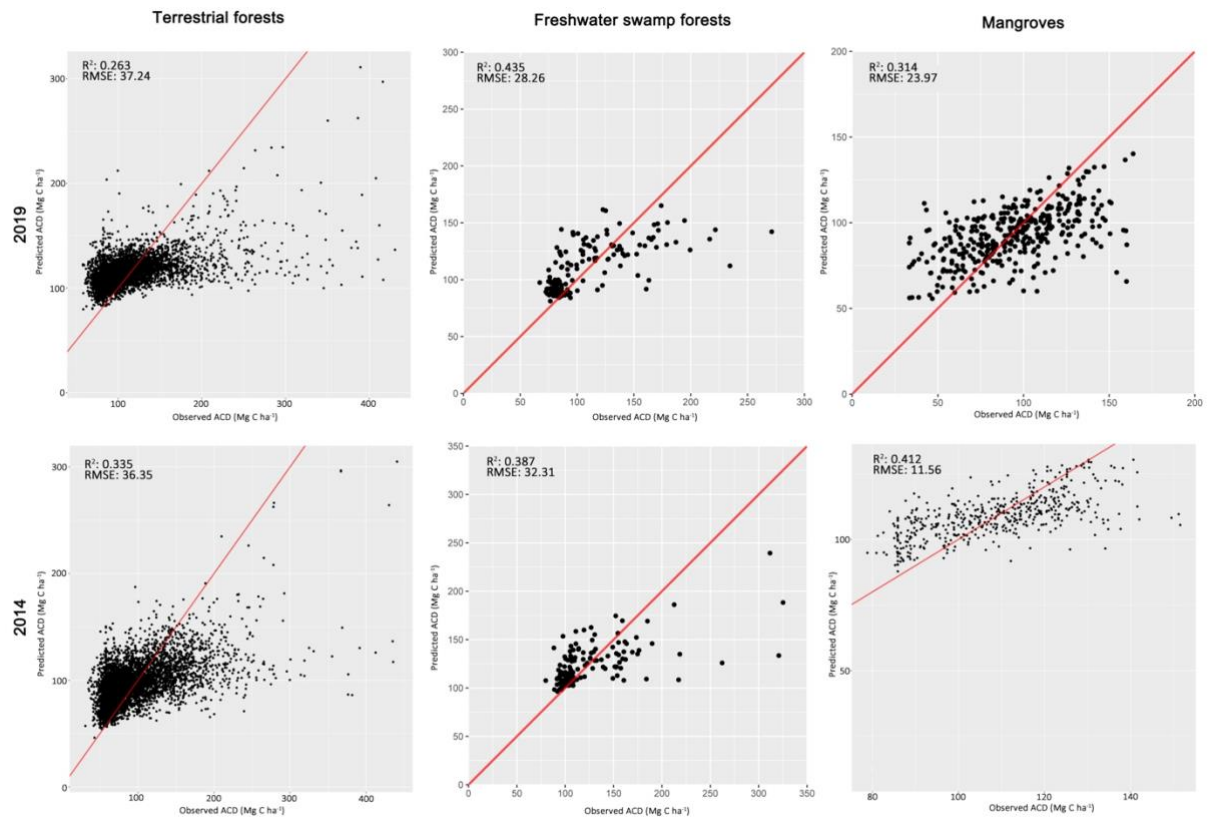 Terrestrial forests
Freshwater swamp forests
Mangroves
2019
R²: 0.263
RMSE: 37.24
300
200
100
0
Predicted ACD (Mg C ha⁻¹)
100
200
300
400
Observed ACD (Mg C ha⁻¹)
R²: 0.435
RMSE: 28.26
300
250
200
150
100
50
0
Predicted ACD (Mg C ha⁻¹)
0
50
100
150
200
250
300
Observed ACD (Mg C ha⁻¹)
R²: 0.314
RMSE: 23.97
200
150
100
50
0
Predicted ACD (Mg C ha⁻¹)
0
50
100
150
200
Observed ACD (Mg C ha⁻¹)
2014
R²: 0.335
RMSE: 36.35
300
200
100
0
Predicted ACD (Mg C ha⁻¹)
100
200
300
400
Observed ACD (Mg C ha⁻¹)
R²: 0.387
RMSE: 32.31
350
300
250
200
150
100
50
0
Predicted ACD (Mg C ha⁻¹)
0
50
100
150
200
250
300
350
Observed ACD (Mg C ha⁻¹)
R²: 0.412
RMSE: 11.56
100
50
Predicted ACD (Mg C ha⁻¹)
80
100
120
140
Observed ACD (Mg C ha⁻¹)